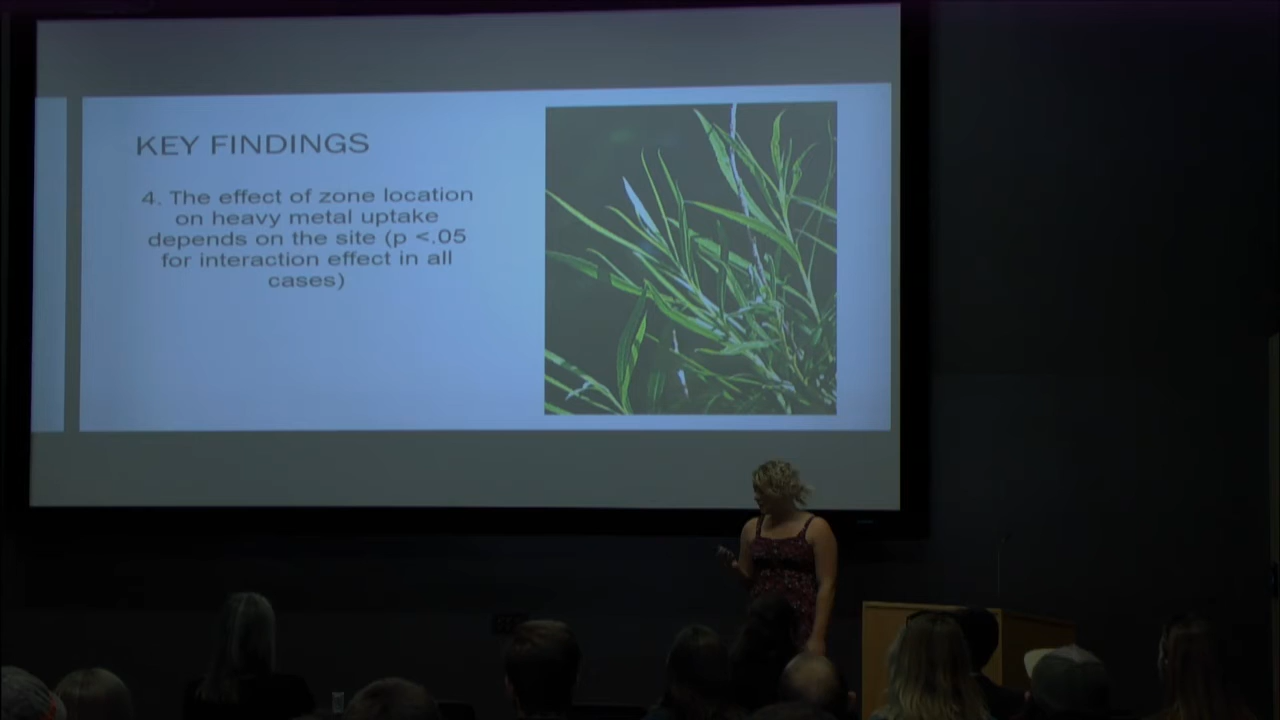 KEY FINDINGS
4. The effect of zone location
on heavy metal uptake
depends on the site (p <.05
for interaction effect in all
cases)